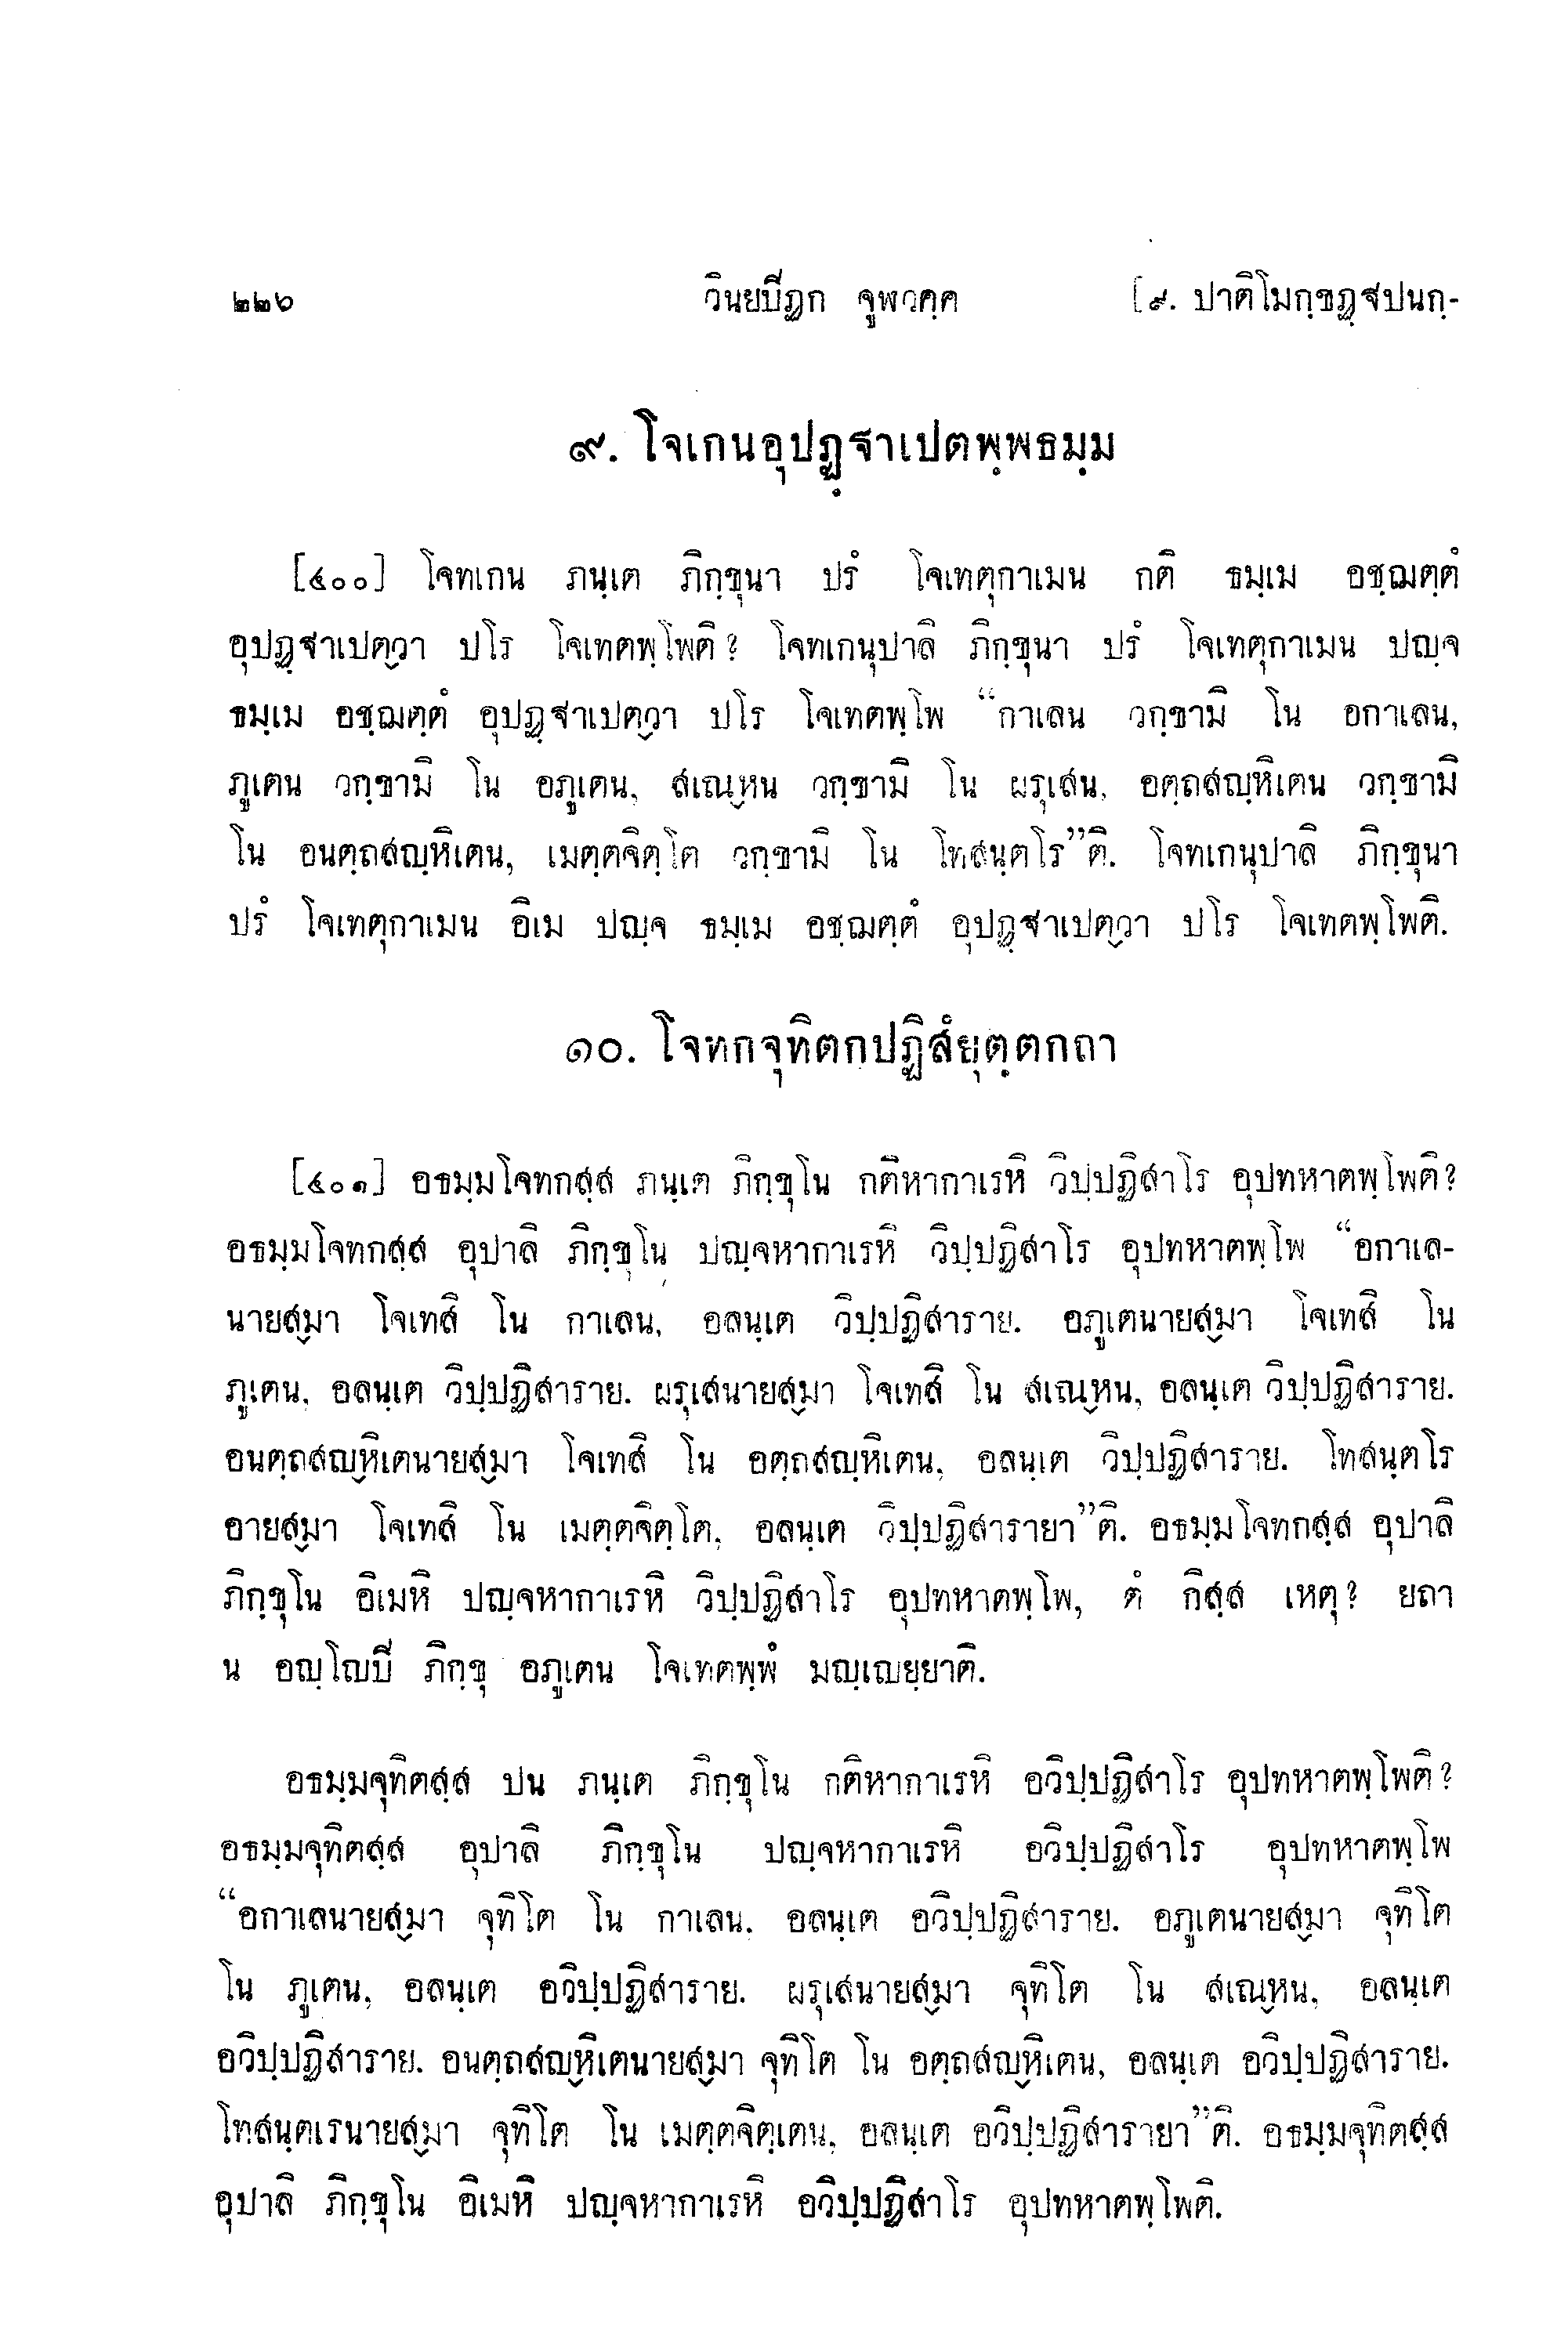 ๒๒๖ วินยปิฏก จูฬวคฺค [๙. ปาติโมกฺขฏฺฐปนกฺ-
๙. โจเกนอุปฏฺฐาเปตพฺพธมฺม
[๔๐๐] โจทเกน ภนฺเต ภิกฺขุนา ปรํ โจเทตุกาเมน กติ ธมฺเม อชฺฌตฺตํ
อุปฏฺฐาเปตฺวา ปโร โจเทตพฺโพติ? โจทเกนุปาลิ ภิกฺขุนา ปรํ โจเทตุกาเมน ปญฺจ
ธมฺเม อชฺฌตฺตํ อุปฏฺฐาเปตฺวา ปโร โจเทตพฺโพ “กาเลน วกฺขามิ โน อกาเลน,
ภูเตน วกฺขามิ โน อภูเตน, สเณฺหน วกฺขามิ โน ผรุเสน, อตฺถสญฺหิเตน วกฺขามิ
โน อนตฺถสญฺหิเตน, เมตฺตจิตฺโต วกฺขามิ โน โทสนฺตโร”ติ. โจทเกนุปาลิ ภิกฺขุนา
ปรํ โจเทตุกาเมน อิเม ปญฺจ ธมฺเม อชฺฌตฺตํ อุปฏฺฐาเปตฺวา ปโร โจเทตพฺโพติ.
๑๐. โจทกจุทิตกปฏิสํยุตฺตกถา
[๔๐๑] อธมฺมโจทกสฺส ภนฺเต ภิกฺขุโน กติหากาเรหิ วิปฺปฏิสาโร อุปทหาตพฺโพติ?
อธมฺมโจทกสฺส อุปาลิ ภิกฺขุโน ปญฺจหากาเรหิ วิปฺปฏิสาโร อุปทหาตพฺโพ “อกาเล-
นายสฺมา โจเทสิ โน กาเลน, อลนฺเต วิปฺปฏิสาราย. อภูเตนายสฺมา โจเทสิ โน
ภูเตน, อลนฺเต วิปฺปฏิสาราย. ผรุเสนายสฺมา โจเทสิ โน สเณฺหน, อลนฺเต วิปฺปฏิสาราย.
อนตฺถสญฺหิเตนายสฺมา โจเทสิ โน อตฺถสญฺหิเตน, อลนฺเต วิปฺปฏิสาราย. โทสนฺตโร
อายสฺมา โจเทสิ โน เมตฺตจิตฺโต, อลนฺเต วิปฺปฏิสารายา”ติ. อธมฺมโจทกสฺส อุปาลิ
ภิกฺขุโน อิเมหิ ปญฺจหากาเรหิ วิปฺปฏิสาโร อุปทหาตพฺโพ, ตํ กิสฺส เหตุ? ยถา
น อญฺโญปิ ภิกฺขุ อภูเตน โจเทตพฺพํ มญฺเญยฺยาติ.
อธมฺมจุทิตสฺส ปน ภนฺเต ภิกฺขุโน กติหากาเรหิ อวิปฺปฏิสาโร อุปทหาตพฺโพติ?
อธมฺมจุทิตสฺส อุปาลิ ภิกฺขุโน ปญฺจหากาเรหิ อวิปฺปฏิสาโร อุปทหาตพฺโพ
“อกาเลนายสฺมา จุทิโต โน กาเลน. อลนฺเต อวิปฺปฏิสาราย. อภูเตนายสฺมา จุทิโต
โน ภูเตน, อลนฺเต อวิปฺปฏิสาราย. ผรุเสนายสฺมา จุทิโต โน สเณฺหน, อลนฺเต
อวิปฺปฏิสาราย. อนตฺถสญฺหิเตนายสฺมา จุทิโต โน อตฺถสญฺหิเตน, อลนฺเต อวิปฺปฏิสาราย.
โทสนฺตเรนายสฺมา จุทิโต โน เมตฺตจิตฺเตน, อลนฺเต อวิปฺปฏิสารายา”ติ. อธมฺมจุทิตสฺส
อุปาลิ ภิกฺขุโน อิเมหิ ปญฺจหากาเรหิ อวิปฺปฏิสาโร อุปทหาตพฺโพติ.